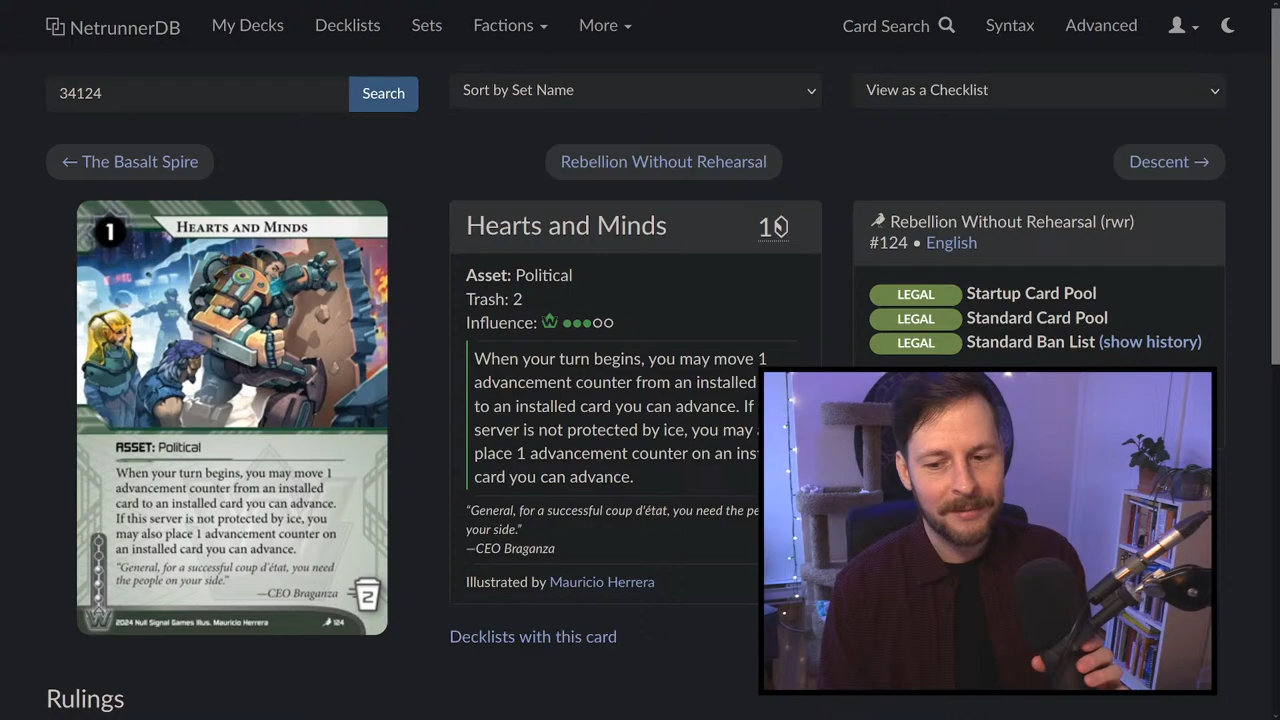 NetrunnerDB My Decks Decklists Sets Factions More Card Search Syntax Advanced
34124 Search Sort by Set Name View as a Checklist
← The Basalt Spire Rebellion Without Rehearsal Descent →
1 HEARTS AND MINDS
ASSET: Political
When your turn begins, you may move 1
advancement counter from an installed
card to an installed card you can advance.
If this server is not protected by ice, you
may also place 1 advancement counter on
an installed card you can advance.
"General, for a successful coup d'état, you need
the people on your side."
—CEO Braganza
2
2024 Null Signal Games Illus. Mauricio Herrera 124
Hearts and Minds 1
Asset: Political
Trash: 2
Influence:
When your turn begins, you may move 1
advancement counter from an installed
to an installed card you can advance. If
server is not protected by ice, you may
place 1 advancement counter on an
card you can advance.
"General, for a successful coup d'état, you need the
your side."
—CEO Braganza
Illustrated by Mauricio Herrera
Decklists with this card
Rebellion Without Rehearsal (rwr)
#124 • English
LEGAL Startup Card Pool
LEGAL Standard Card Pool
LEGAL Standard Ban List (show history)
Rulings